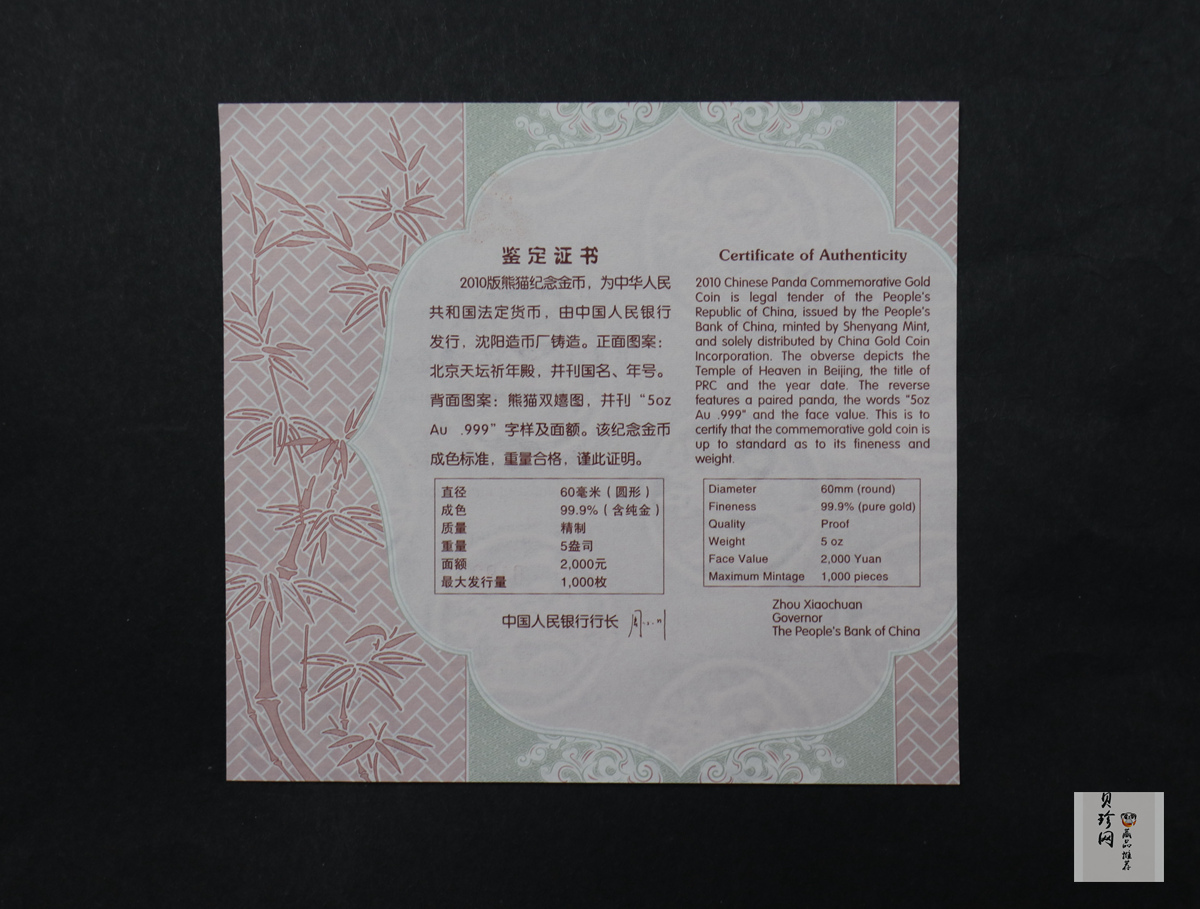 鉴定证书
2010版熊猫纪念金币，为中华人民
共和国法定货币，由中国人民银行
发行，沈阳造币厂铸造。正面图案：
北京天坛祈年殿，并刊国名、年号。
背面图案：熊猫双嬉图，并刊“5oz
Au .999”字样及面额。该纪念金币
成色标准，重量合格，谨此证明。
直径 60毫米（圆形）
成色 99.9%（含纯金）
质量 精制
重量 5盎司
面额 2,000元
最大发行量 1,000枚
中国人民银行行长
Certificate of Authenticity
2010 Chinese Panda Commemorative Gold
Coin is legal tender of the People's
Republic of China, issued by the People's
Bank of China, minted by Shenyang Mint,
and solely distributed by China Gold Coin
Incorporation. The obverse depicts the
Temple of Heaven in Beijing, the title of
PRC and the year date. The reverse
features a paired panda, the words "5oz
Au .999" and the face value. This is to
certify that the commemorative gold coin is
up to standard as to its fineness and
weight.
Diameter 60mm (round)
Fineness 99.9% (pure gold)
Quality Proof
Weight 5 oz
Face Value 2,000 Yuan
Maximum Mintage 1,000 pieces
Zhou Xiaochuan
Governor
The People's Bank of China
贝珍网
藏品推荐